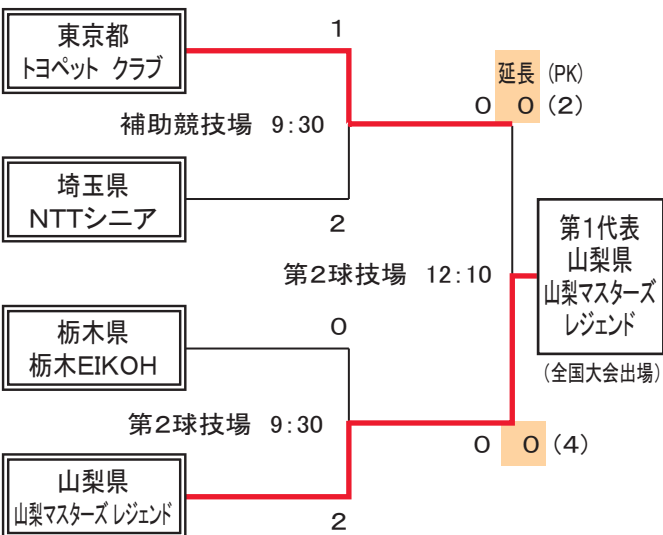 東京都
トヨペット クラブ
1
延長 (PK)
0 0 (2)
補助競技場 9:30
埼玉県
NTTシニア
2
第1代表
山梨県
山梨マスターズ
レジェンド
(全国大会出場)
第2球技場 12:10
栃木県
栃木EIKOH
0
第2球技場 9:30
0 0 (4)
山梨県
山梨マスターズ レジェンド
2